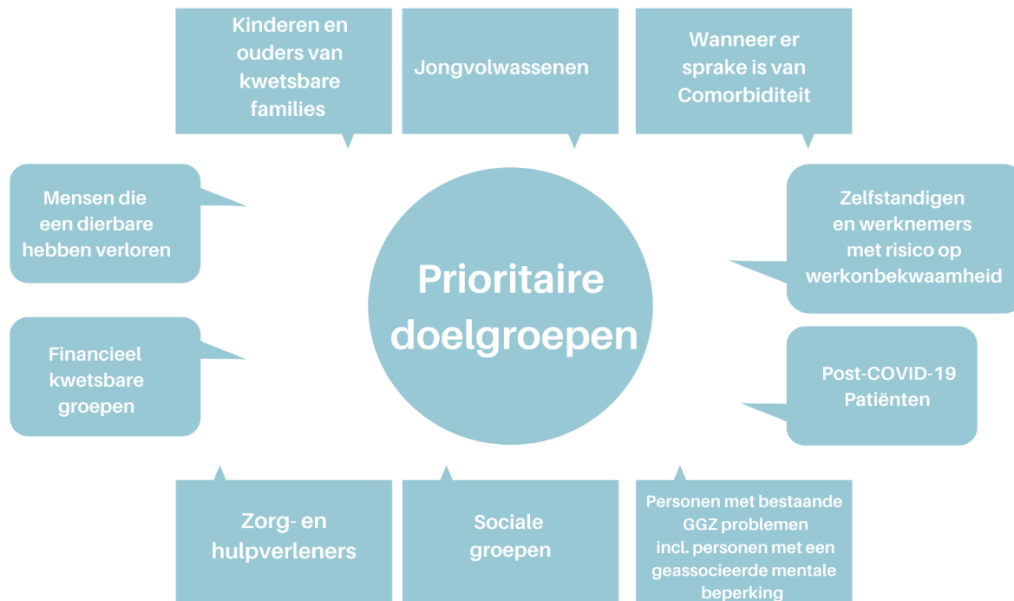 Kinderen en
ouders van
kwetsbare
families
Jongvolwassenen
Wanneer er
sprake is van
Comorbiditeit
Mensen die
een dierbare
hebben verloren
Prioritaire
doelgroepen
Zelfstandigen
en werknemers
met risico op
werkonbekwaamheid
Financieel
kwetsbare
groepen
Post-COVID-19
Patiënten
Zorg- en
hulpverleners
Sociale
groepen
Personen met bestaande
GGZ problemen
incl. personen met een
geassocieerde mentale
beperking